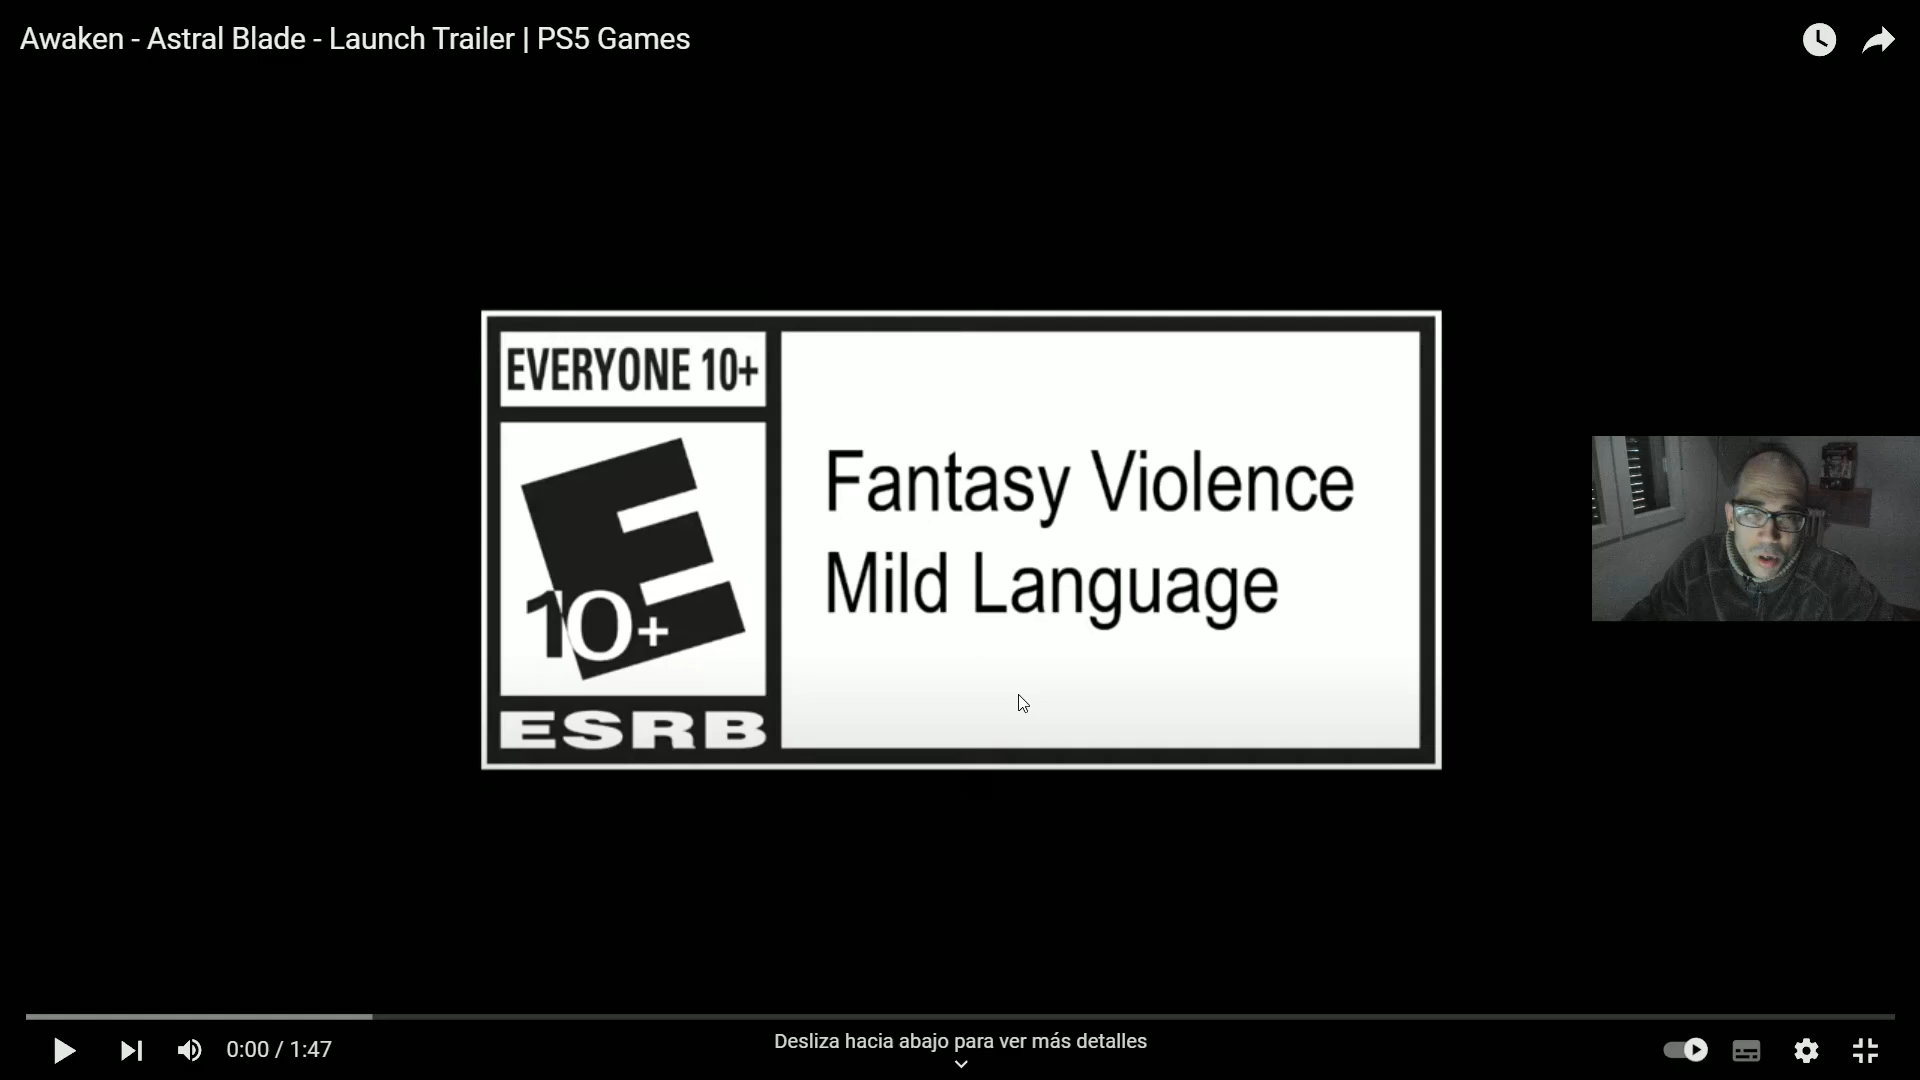 Awaken - Astral Blade - Launch Trailer | PS5 Games
EVERYONE 10+
E
10+
ESRB
Fantasy Violence
Mild Language
0:00 / 1:47
Desliza hacia abajo para ver más detalles